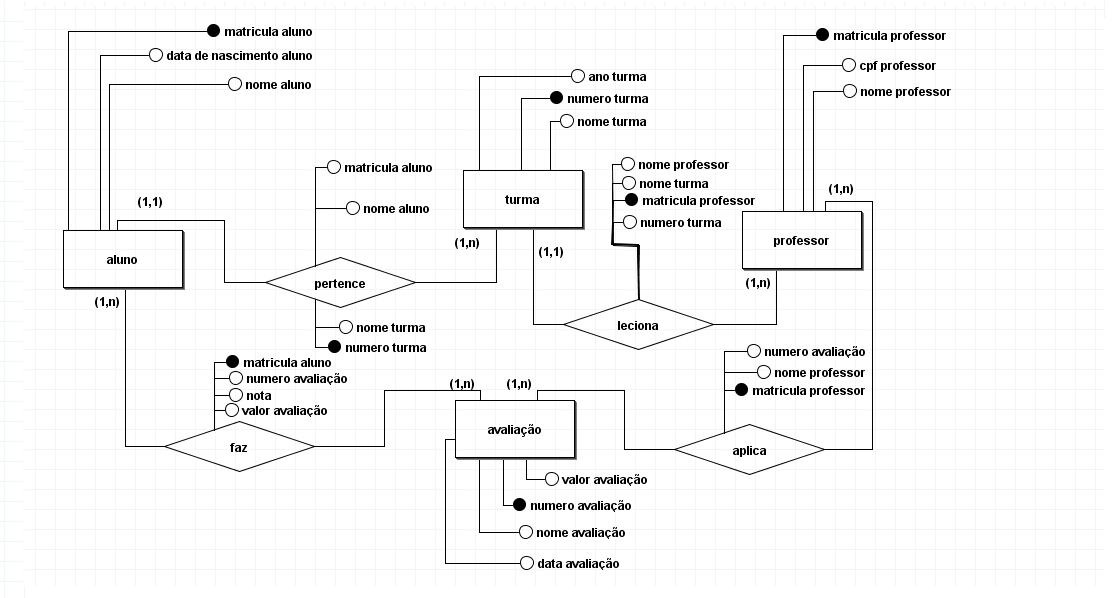 matricula aluno
data de nascimento aluno
nome aluno
(1,1)
aluno
(1,n)
matricula aluno
nome aluno
pertence
nome turma
numero turma
ano turma
numero turma
nome turma
turma
(1,n)
(1,1)
nome professor
nome turma
matricula professor
numero turma
leciona
matricula professor
cpf professor
nome professor
(1,n)
professor
(1,n)
matricula aluno
numero avaliação
nota
valor avaliação
faz
(1,n)
(1,n)
avaliação
valor avaliação
numero avaliação
nome avaliação
data avaliação
numero avaliação
nome professor
matricula professor
aplica